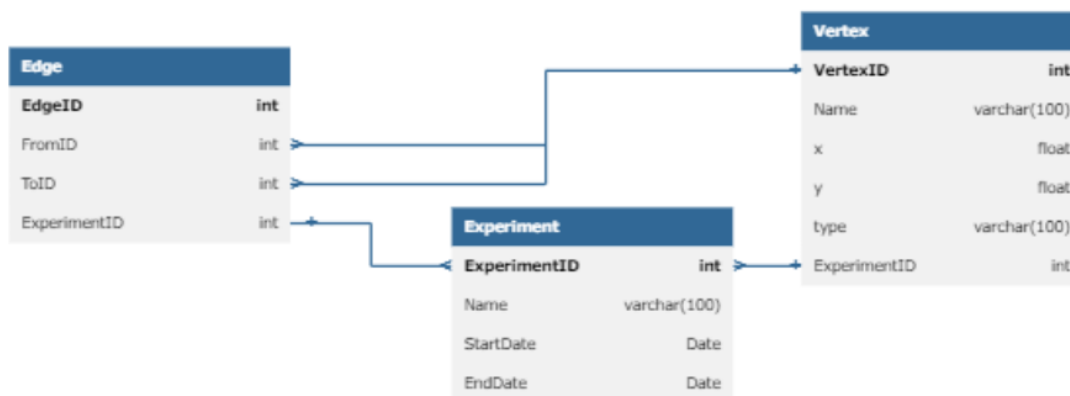 Edge
EdgeID int
FromID int
ToID int
ExperimentID int
Experiment
ExperimentID int
Name varchar(100)
StartDate Date
EndDate Date
Vertex
VertexID int
Name varchar(100)
x float
y float
type varchar(100)
ExperimentID int